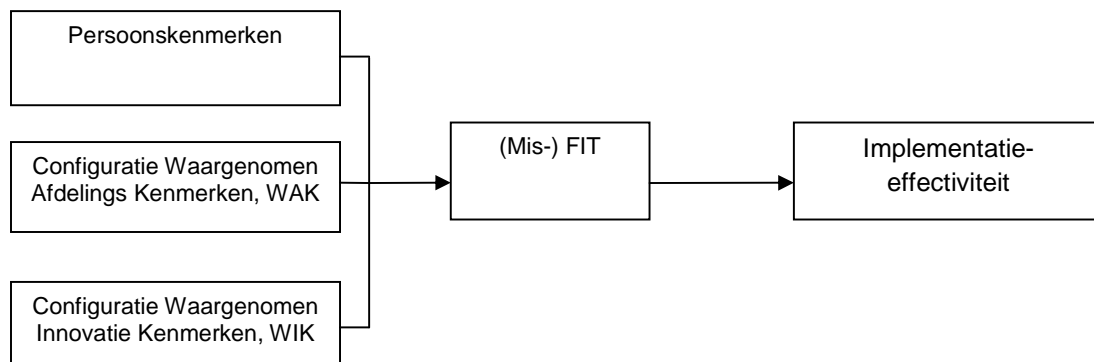 Persoonskenmerken
Configuratie Waargenomen
Afdelings Kenmerken, WAK
Configuratie Waargenomen
Innovatie Kenmerken, WIK
(Mis-) FIT
Implementatie-
effectiviteit